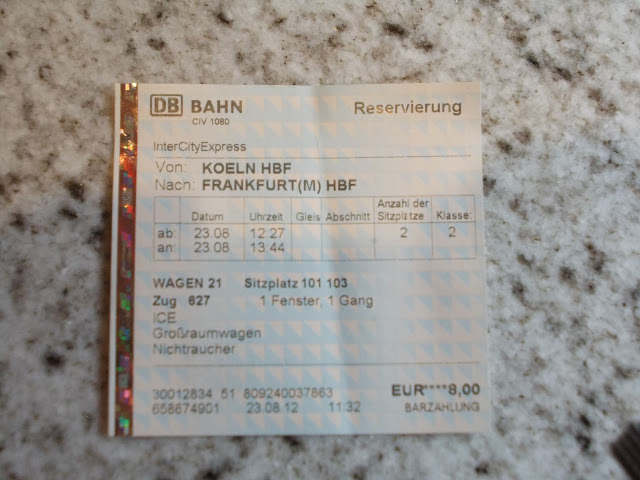 DB BAHN Reservierung
CIV 1080
InterCityExpress
Von: KOELN HBF
Nach: FRANKFURT(M) HBF
Datum Uhrzeit Gleis Abschnitt Anzahl der Sitzplätze Klasse:
ab: 23.08 12:27 2 2
an: 23.08 13:44
WAGEN 21 Sitzplatz 101 103
Zug 627 1 Fenster, 1 Gang
ICE
Großraumwagen
Nichtraucher
30012834 51 809240037863 EUR****8,00
658674901 23.08.12 11:32 BARZAHLUNG